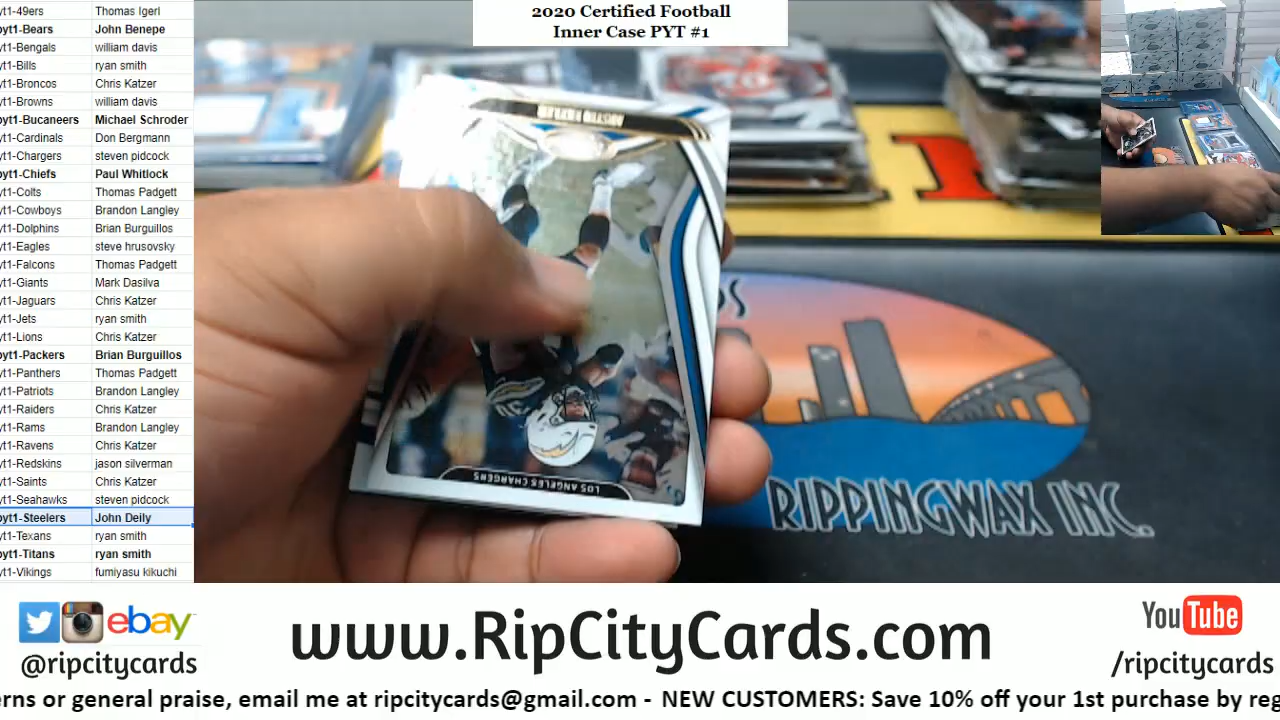 yt1-49ers Thomas Igerl
oyt1-Bears John Benepe
yt1-Bengals william davis
yt1-Bills ryan smith
yt1-Broncos Chris Katzer
yt1-Browns william davis
oyt1-Bucaneers Michael Schroder
yt1-Cardinals Don Bergmann
yt1-Chargers steven pidcock
oyt1-Chiefs Paul Whitlock
yt1-Colts Thomas Padgett
yt1-Cowboys Brandon Langley
yt1-Dolphins Brian Burguillos
yt1-Eagles steve hrusovsky
yt1-Falcons Thomas Padgett
yt1-Giants Mark Dasilva
yt1-Jaguars Chris Katzer
yt1-Jets ryan smith
yt1-Lions Chris Katzer
oyt1-Packers Brian Burguillos
yt1-Panthers Thomas Padgett
yt1-Patriots Brandon Langley
yt1-Raiders Chris Katzer
yt1-Rams Brandon Langley
yt1-Ravens Chris Katzer
yt1-Redskins jason silverman
yt1-Saints Chris Katzer
yt1-Seahawks steven pidcock
oyt1-Steelers John Deily
yt1-Texans ryan smith
oyt1-Titans ryan smith
yt1-Vikings fumiyasu kikuchi
2020 Certified Football
Inner Case PYT #1
LOS ANGELES CHARGERS
RIPPINGWAX INC.
ebay
@ripcitycards
www.RipCityCards.com
YouTube
/ripcitycards
erns or general praise, email me at ripcitycards@gmail.com - NEW CUSTOMERS: Save 10% off your 1st purchase by reg